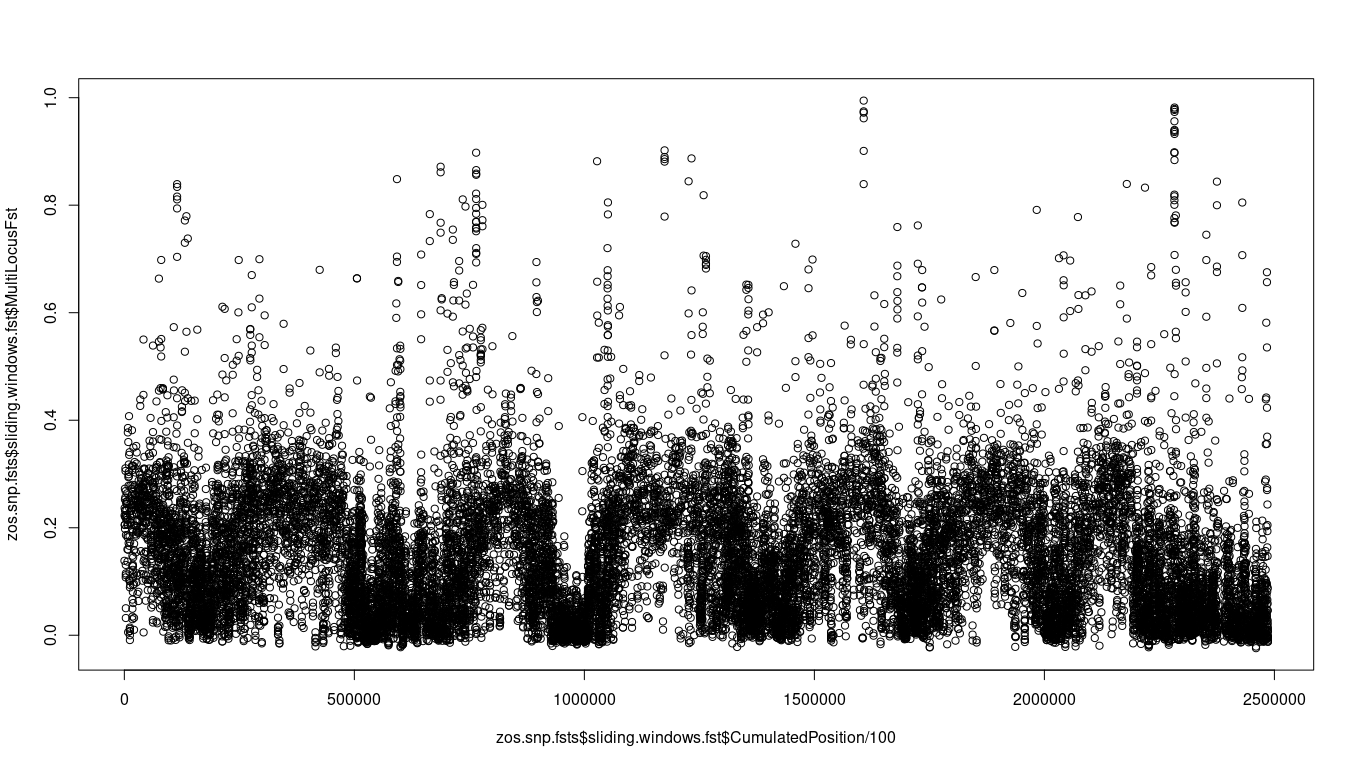 1.0
0.8
0.6
0.4
0.2
0.0
zos.snp.fsts$sliding.windows.fst$MultiLocusFst
0 500000 1000000 1500000 2000000 2500000
zos.snp.fsts$sliding.windows.fst$CumulatedPosition/100